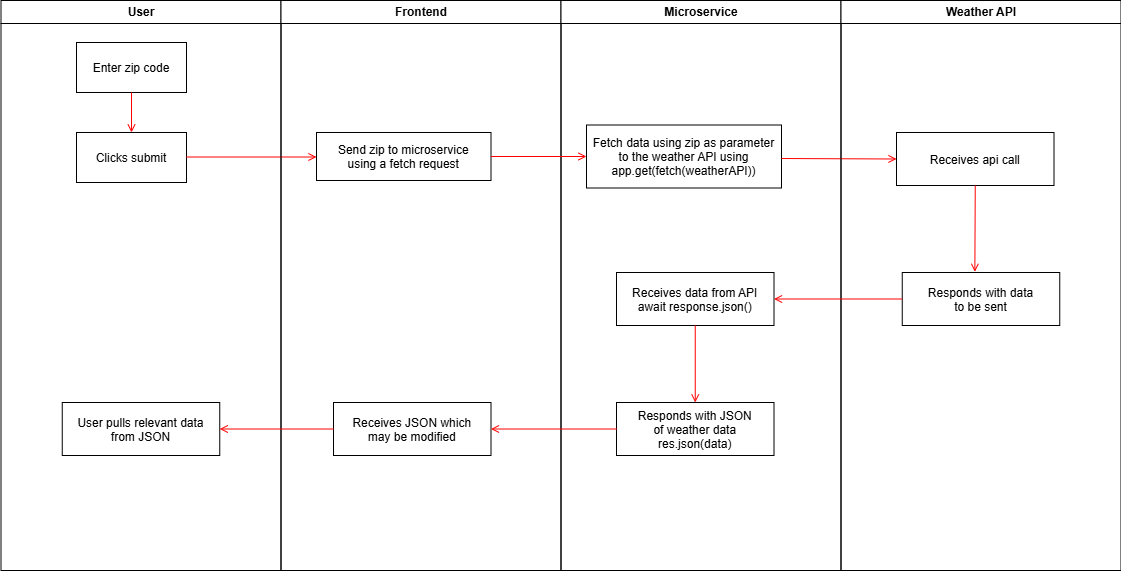 User
Frontend
Microservice
Weather API
Enter zip code
Clicks submit
Send zip to microservice
using a fetch request
Fetch data using zip as parameter
to the weather API using
app.get(fetch(weatherAPI))
Receives api call
Receives data from API
await response.json()
Responds with data
to be sent
User pulls relevant data
from JSON
Receives JSON which
may be modified
Responds with JSON
of weather data
res.json(data)